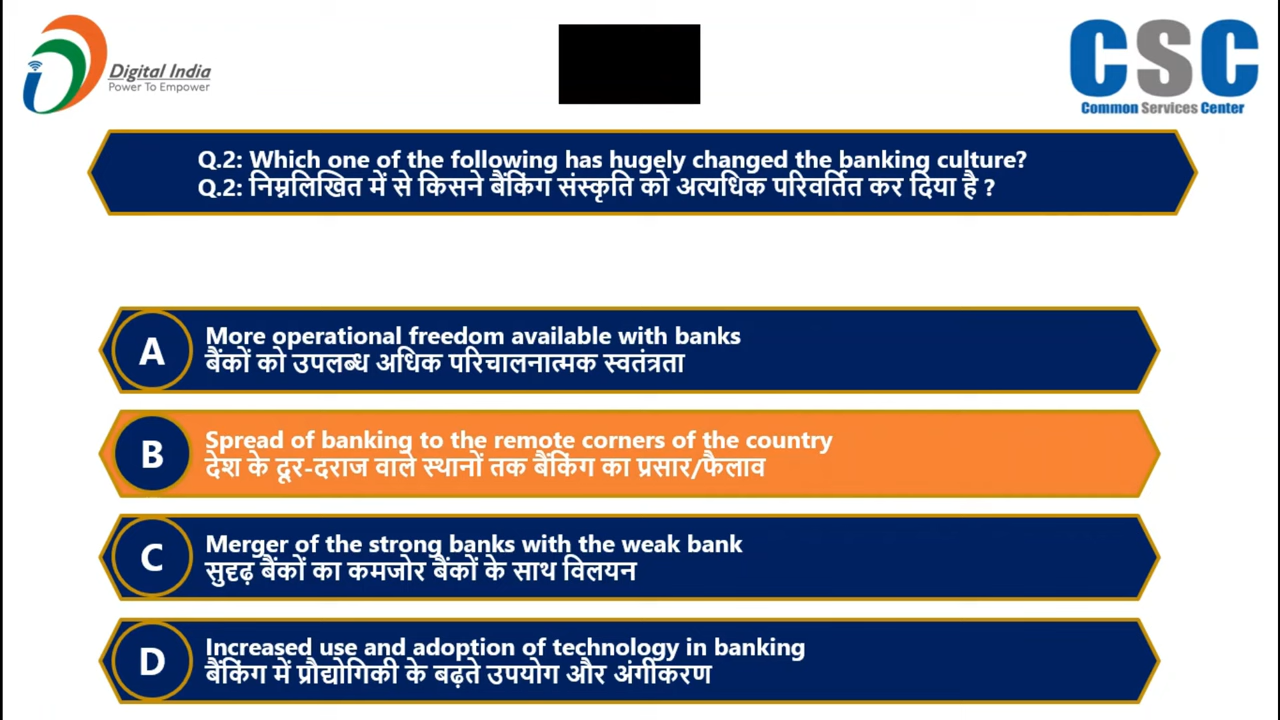 Digital India
Power To Empower
CSC
Common Services Center
Q.2: Which one of the following has hugely changed the banking culture?
Q.2: निम्नलिखित में से किसने बैंकिंग संस्कृति को अत्यधिक परिवर्तित कर दिया है ?
A
More operational freedom available with banks
बैंकों को उपलब्ध अधिक परिचालनात्मक स्वतंत्रता
B
Spread of banking to the remote corners of the country
देश के दूर-दराज वाले स्थानों तक बैंकिंग का प्रसार/फैलाव
C
Merger of the strong banks with the weak bank
सुदृढ़ बैंकों का कमजोर बैंकों के साथ विलयन
D
Increased use and adoption of technology in banking
बैंकिंग में प्रौद्योगिकी के बढ़ते उपयोग और अंगीकरण